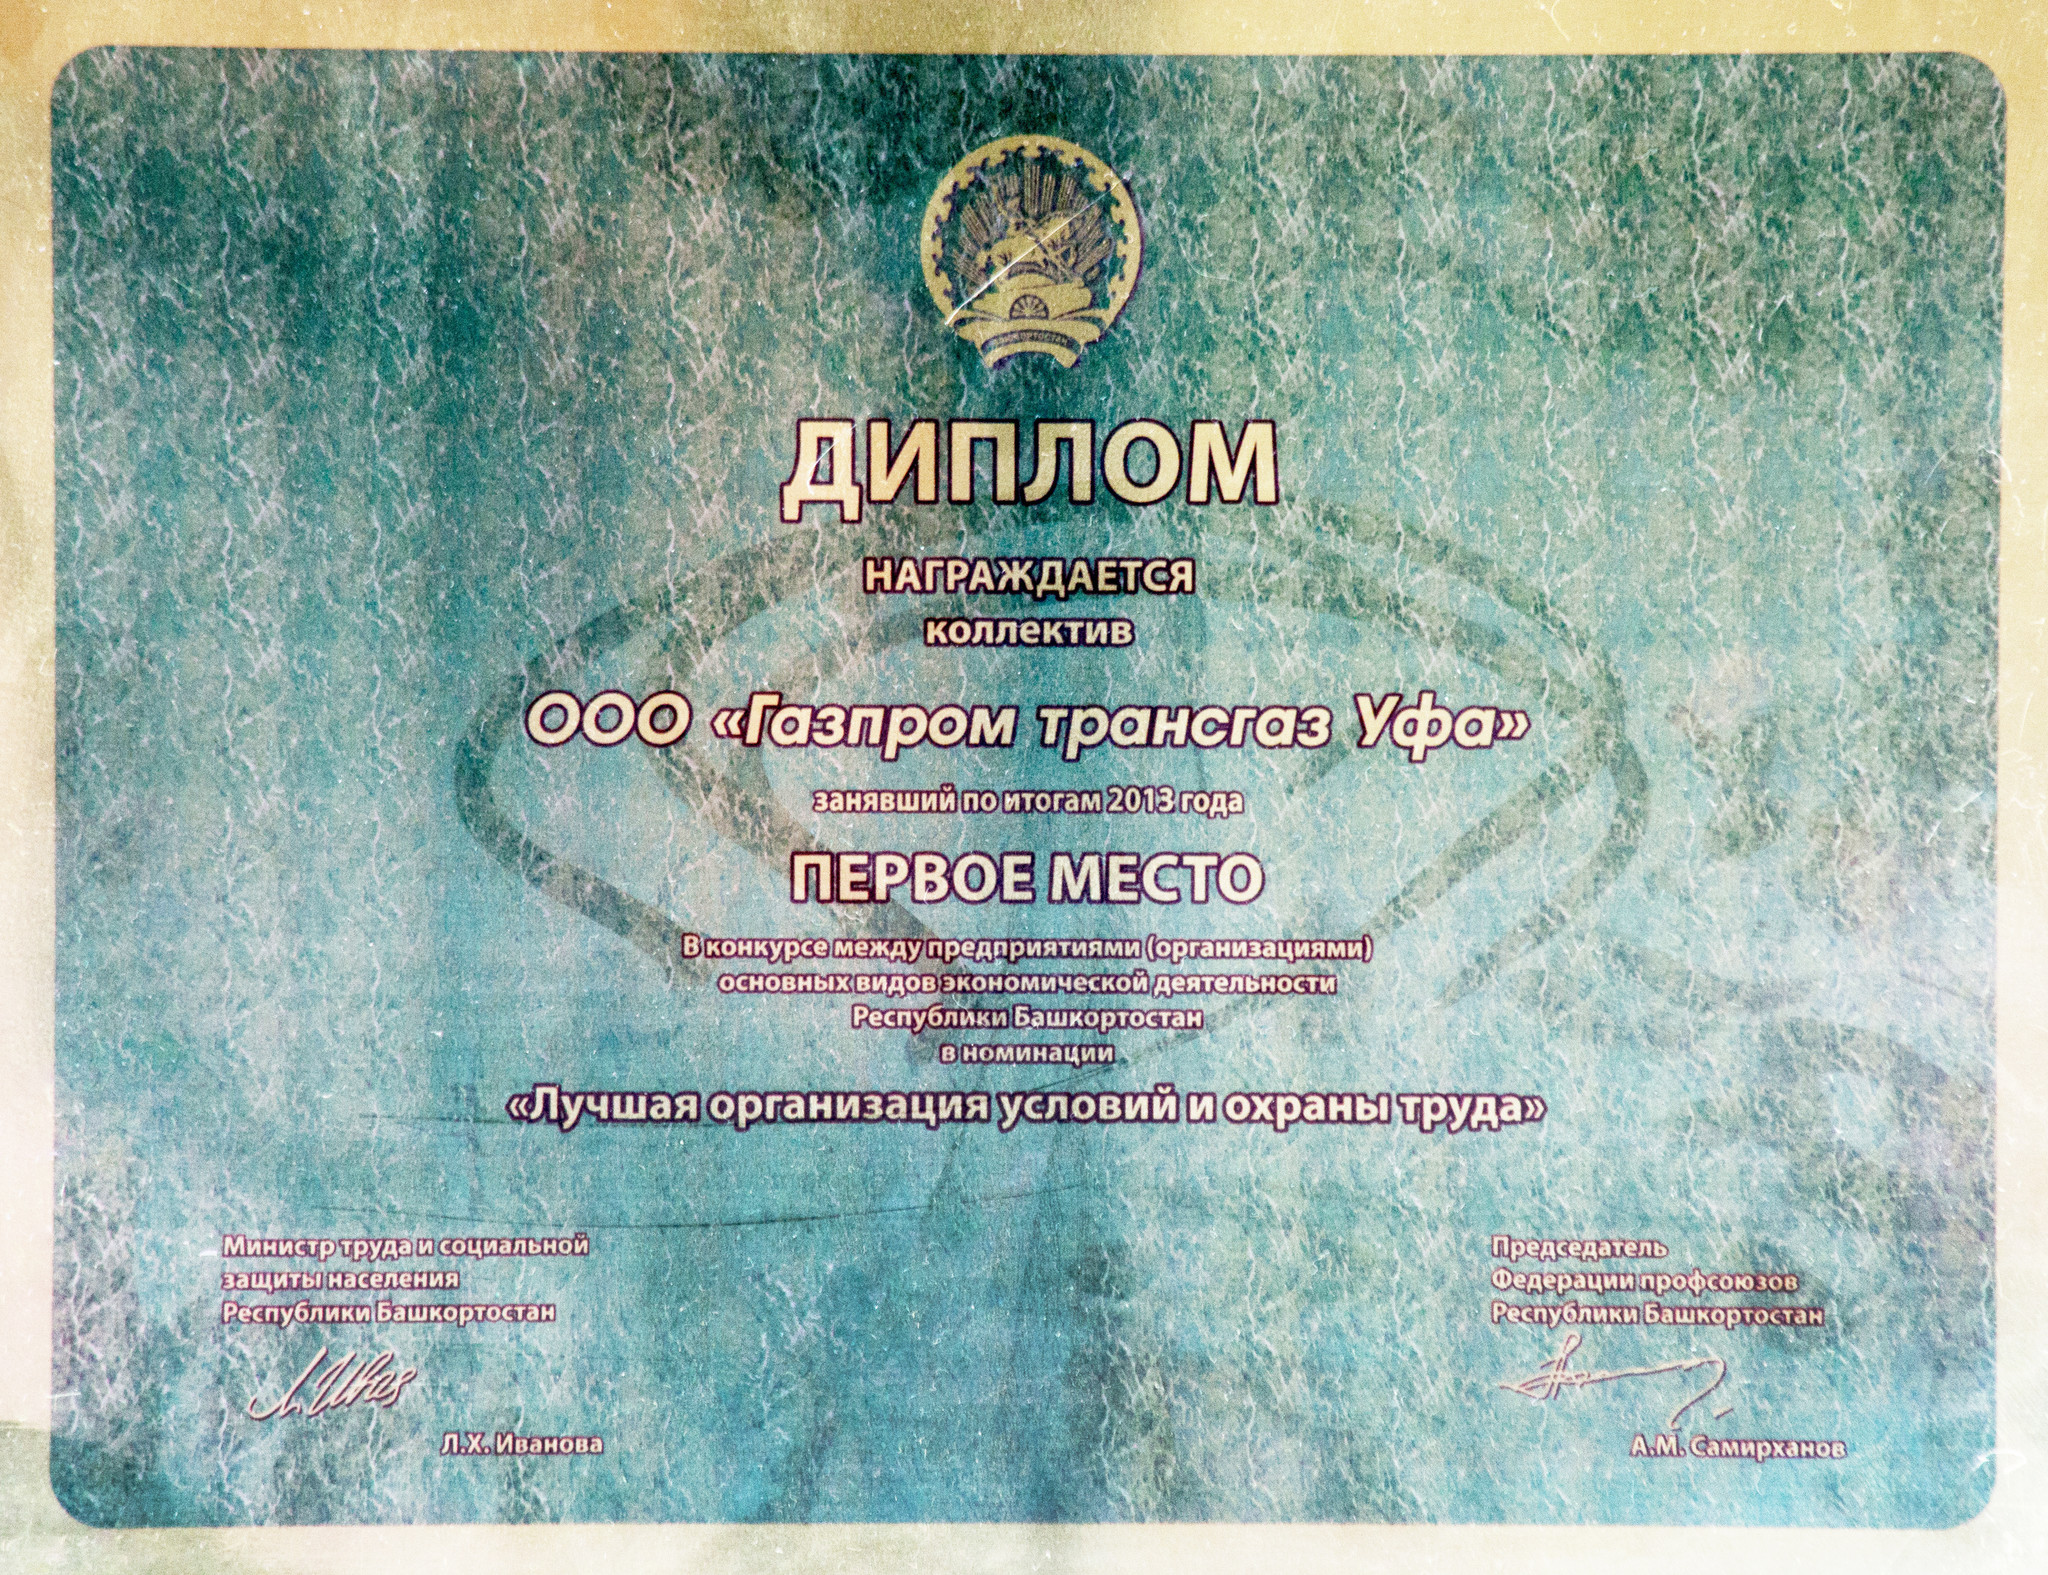 БАШКОРТОСТАН
ДИПЛОМ
НАГРАЖДАЕТСЯ
коллектив
ООО «Газпром трансгаз Уфа»
занявший по итогам 2013 года
ПЕРВОЕ МЕСТО
В конкурсе между предприятиями (организациями)
основных видов экономической деятельности
Республики Башкортостан
в номинации
«Лучшая организация условий и охраны труда»
Министр труда и социальной
защиты населения
Республики Башкортостан
Л.Х. Иванова
Председатель
Федерации профсоюзов
Республики Башкортостан
А.М. Самирханов